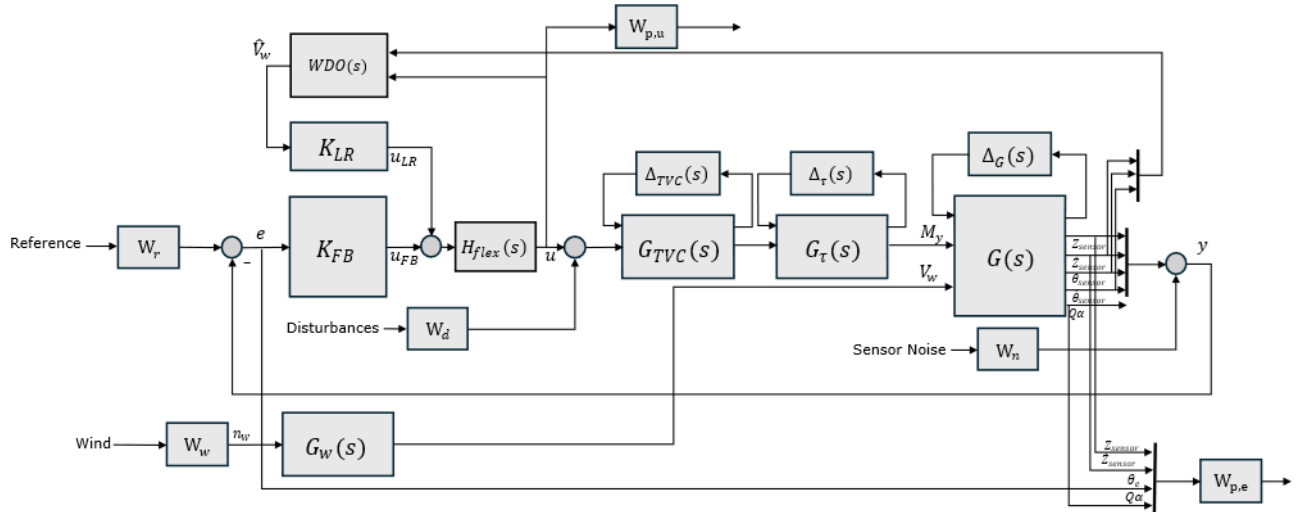 W_p,u
V̂_w
WDO(s)
K_LR
u_LR
Δ_TVC(s)
Δ_τ(s)
Δ_G(s)
Reference
W_r
e
−
K_FB
u_FB
H_flex(s)
u
G_TVC(s)
G_τ(s)
M_y
V_w
G(s)
Z_sensor
Ż_sensor
θ_sensor
θ̇_sensor
Qα
y
Disturbances
W_d
Sensor Noise
W_n
Wind
W_w
n_w
G_w(s)
Z_sensor
Ż_sensor
θ_e
Qα
W_p,e